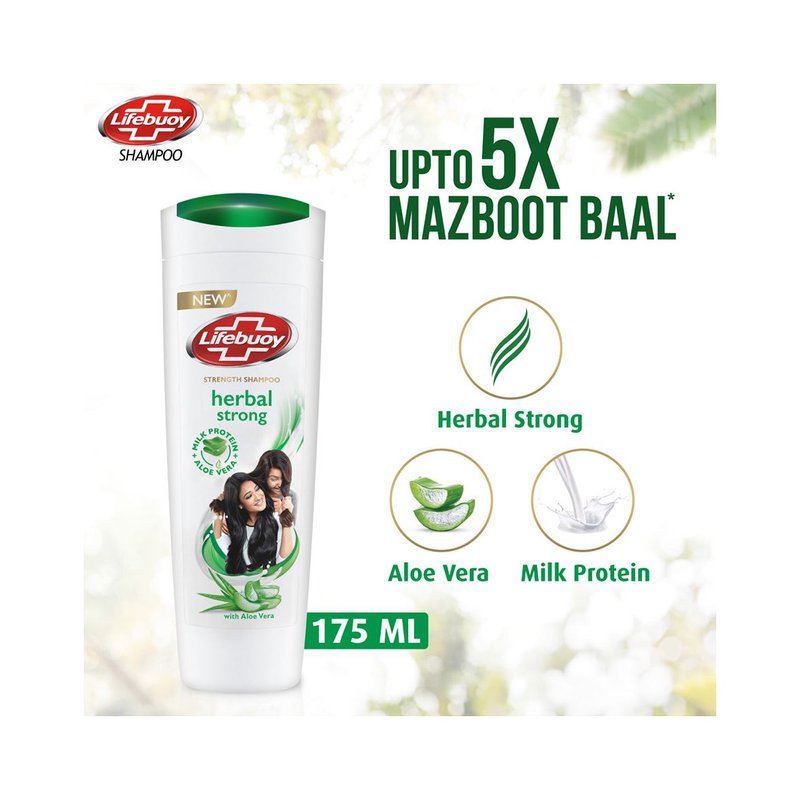 Lifebuoy
SHAMPOO
UPTO 5X
MAZBOOT BAAL*
NEW^
Lifebuoy
STRENGTH SHAMPOO
herbal
strong
MILK PROTEIN
+ ALOE VERA +
with Aloe Vera
Herbal Strong
Aloe Vera
Milk Protein
175 ML